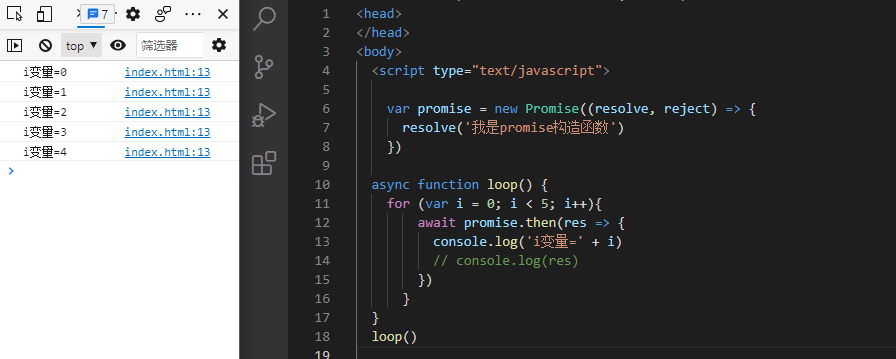 7
top
筛选器
i变量=0 index.html:13
i变量=1 index.html:13
i变量=2 index.html:13
i变量=3 index.html:13
i变量=4 index.html:13
1 <head>
2 </head>
3 <body>
4 <script type="text/javascript">
5
6 var promise = new Promise((resolve, reject) => {
7 resolve('我是promise构造函数')
8 })
9
10 async function loop() {
11 for (var i = 0; i < 5; i++){
12 await promise.then(res => {
13 console.log('i变量=' + i)
14 // console.log(res)
15 })
16 }
17 }
18 loop()
19